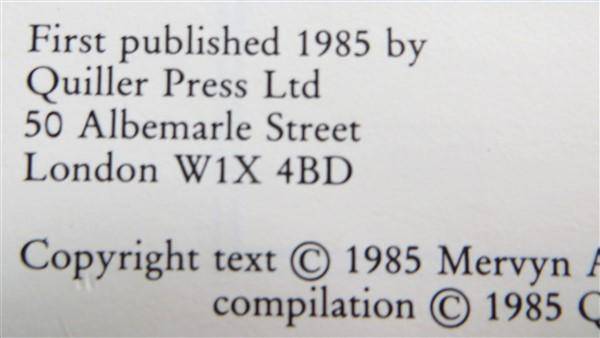 First published 1985 by
Quiller Press Ltd
50 Albemarle Street
London W1X 4BD
Copyright text © 1985 Mervyn
compilation © 1985